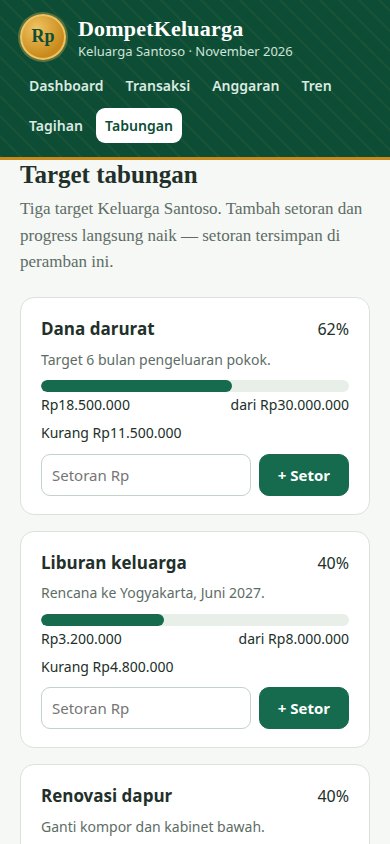 Rp
DompetKeluarga
Keluarga Santoso · November 2026
Dashboard Transaksi Anggaran Tren
Tagihan Tabungan
Target tabungan
Tiga target Keluarga Santoso. Tambah setoran dan
progress langsung naik — setoran tersimpan di
peramban ini.
Dana darurat 62%
Target 6 bulan pengeluaran pokok.
Rp18.500.000 dari Rp30.000.000
Kurang Rp11.500.000
Setoran Rp + Setor
Liburan keluarga 40%
Rencana ke Yogyakarta, Juni 2027.
Rp3.200.000 dari Rp8.000.000
Kurang Rp4.800.000
Setoran Rp + Setor
Renovasi dapur 40%
Ganti kompor dan kabinet bawah.